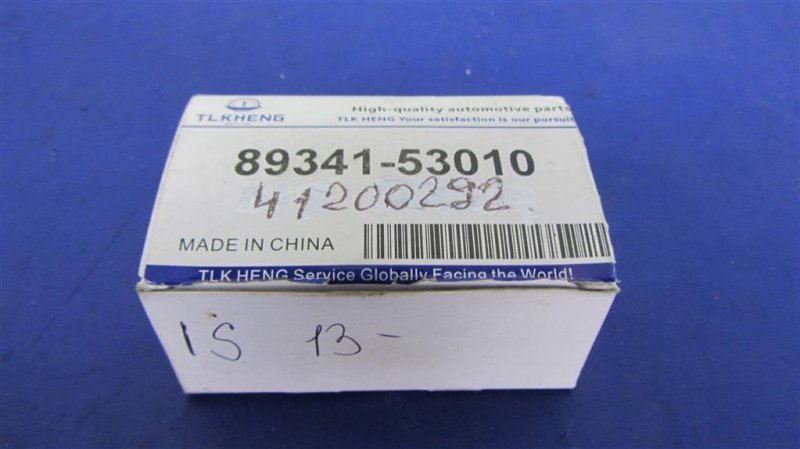 TLKHENG
High-quality automotive parts
TLK HENG Your satisfaction is our pursuit
89341-53010
41200292
MADE IN CHINA
TLK HENG Service Globally Facing the World!
IS 13-